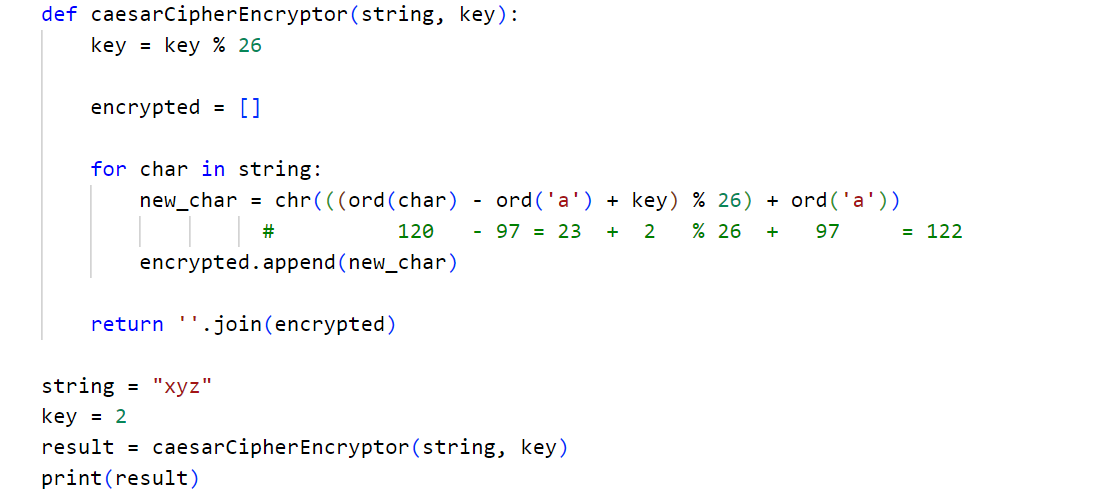 def caesarCipherEncryptor(string, key):
    key = key % 26
    encrypted = []
    for char in string:
        new_char = chr(((ord(char) - ord('a') + key) % 26) + ord('a'))
                  #          120   - 97 = 23  +  2   % 26  +   97     = 122
        encrypted.append(new_char)
    return ''.join(encrypted)
string = "xyz"
key = 2
result = caesarCipherEncryptor(string, key)
print(result)